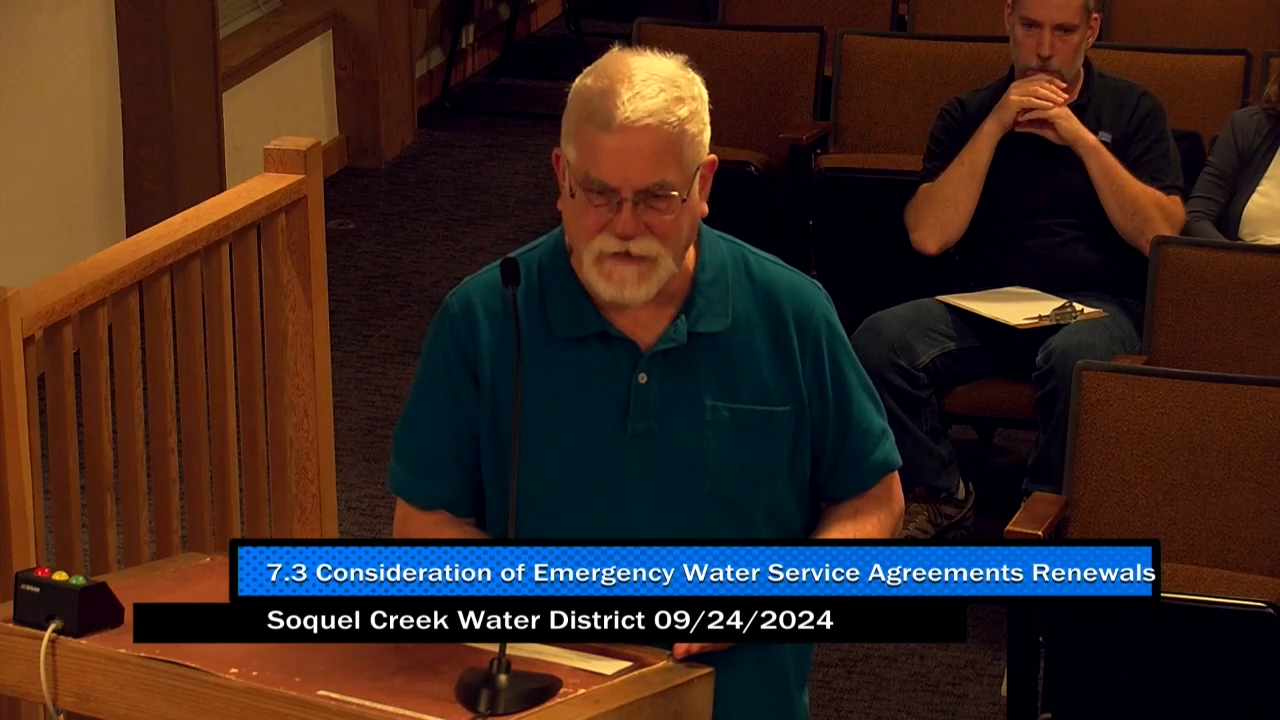 7.3 Consideration of Emergency Water Service Agreements Renewals
Soquel Creek Water District 09/24/2024